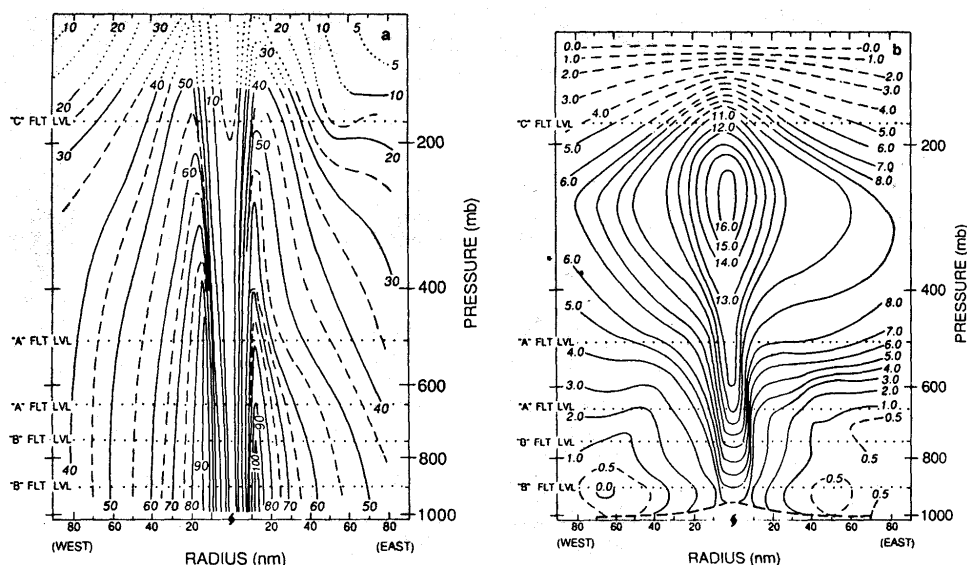 10 20 30 30 20 10 5 a
40 50 10 40 5
20 10
"C" FLT LVL
30 60 50 20 200
30
400
"A" FLT LVL
600
"A" FLT LVL
40
"B" FLT LVL
90 90 100 800
40
"B" FLT LVL
50 60 70 80 80 70 60 50
1000
80 60 40 20 20 40 60 80
(WEST) (EAST)
RADIUS (nm)
PRESSURE (mb)
0.0 0.0 b
1.0 1.0
2.0 2.0
3.0 3.0
4.0 4.0
11.0
"C" FLT LVL 12.0 5.0
5.0 6.0 200
6.0 7.0
8.0
16.0
15.0
14.0
6.0
13.0 400
5.0 8.0
"A" FLT LVL 7.0
4.0 6.0
5.0
3.0 4.0 600
3.0
2.0
"A" FLT LVL 1.0
2.0 0.5
"B" FLT LVL
1.0 0.5 0.5 800
"B" FLT LVL 0.0 0.5 0.5
1000
80 60 40 20 20 40 60 80
(WEST) (EAST)
RADIUS (nm)
PRESSURE (mb)